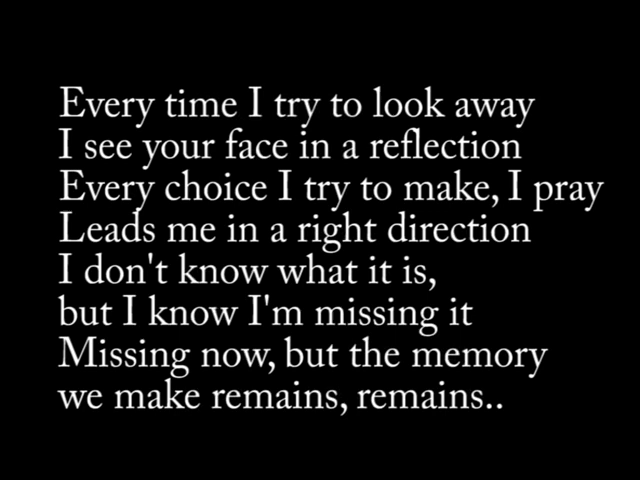 Every time I try to look away
I see your face in a reflection
Every choice I try to make, I pray
Leads me in a right direction
I don't know what it is,
but I know I'm missing it
Missing now, but the memory
we make remains, remains..